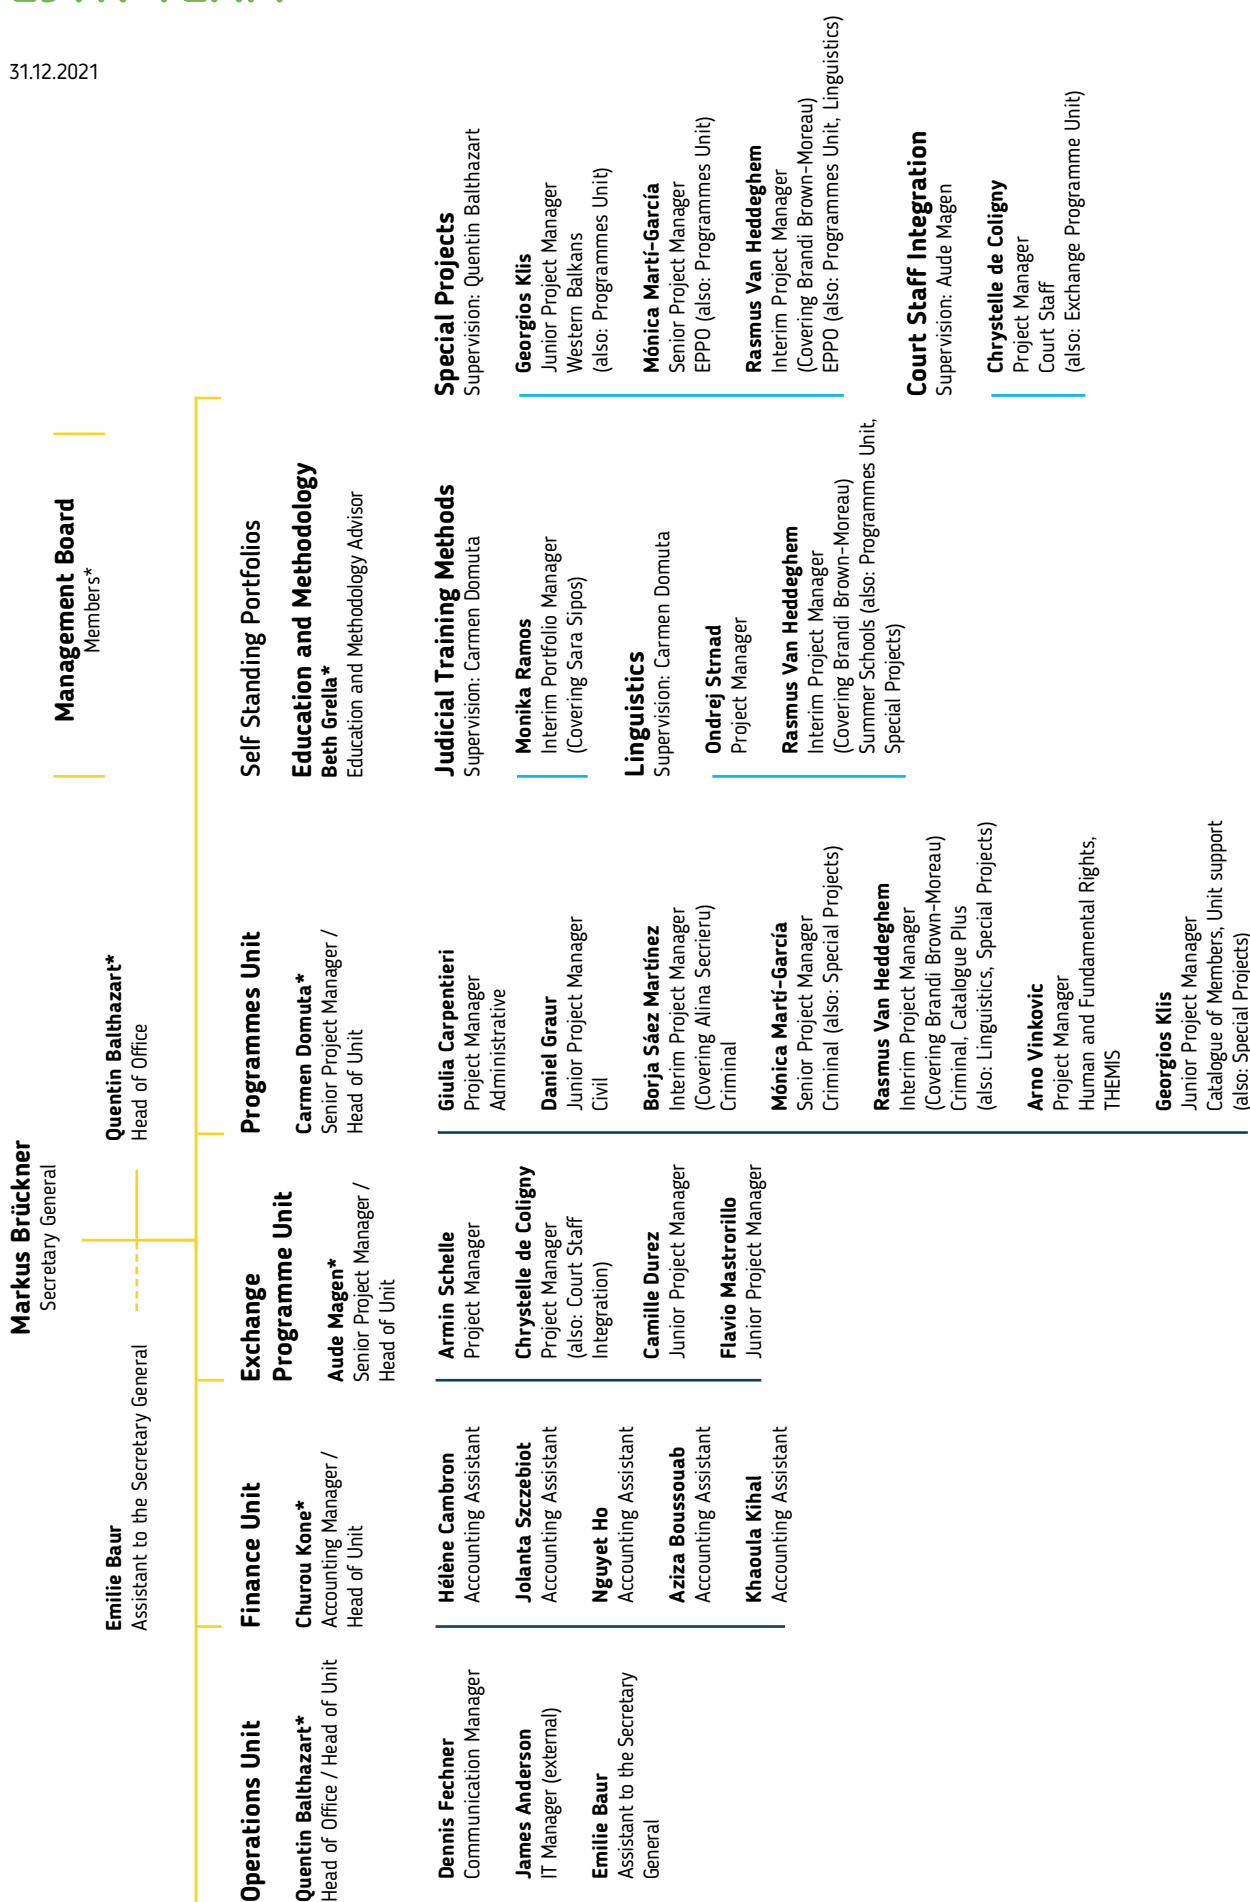 31.12.2021
Markus Brückner
Secretary General
Emilie Baur
Assistant to the Secretary General
Quentin Balthazart*
Head of Office
Management Board
Members*
Operations Unit
Quentin Balthazart*
Head of Office / Head of Unit
Dennis Fechner
Communication Manager
James Anderson
IT Manager (external)
Emilie Baur
Assistant to the Secretary
General
Finance Unit
Churou Kone*
Accounting Manager /
Head of Unit
Hélène Cambron
Accounting Assistant
Jolanta Szczebiot
Accounting Assistant
Nguyet Ho
Accounting Assistant
Aziza Boussouab
Accounting Assistant
Khaoula Kihal
Accounting Assistant
Exchange
Programme Unit
Aude Magen*
Senior Project Manager /
Head of Unit
Armin Schelle
Project Manager
Chrystelle de Coligny
Project Manager
(also: Court Staff
Integration)
Camille Durez
Junior Project Manager
Flavio Mastrorillo
Junior Project Manager
Programmes Unit
Carmen Domuta*
Senior Project Manager /
Head of Unit
Giulia Carpentieri
Project Manager
Administrative
Daniel Graur
Junior Project Manager
Civil
Borja Sáez Martínez
Interim Project Manager
(Covering Alina Secrieru)
Criminal
Mónica Martí-García
Senior Project Manager
Criminal (also: Special Projects)
Rasmus Van Heddeghem
Interim Project Manager
(Covering Brandi Brown-Moreau)
Criminal, Catalogue Plus
(also: Linguistics, Special Projects)
Arno Vinkovic
Project Manager
Human and Fundamental Rights,
THEMIS
Georgios Klis
Junior Project Manager
Catalogue of Members, Unit support
(also: Special Projects)
Self Standing Portfolios
Education and Methodology
Beth Grella*
Education and Methodology Advisor
Judicial Training Methods
Supervision: Carmen Domuta
Monika Ramos
Interim Portfolio Manager
(Covering Sara Sipos)
Linguistics
Supervision: Carmen Domuta
Ondrej Strnad
Project Manager
Rasmus Van Heddeghem
Interim Project Manager
(Covering Brandi Brown-Moreau)
Summer Schools (also: Programmes Unit,
Special Projects)
Special Projects
Supervision: Quentin Balthazart
Georgios Klis
Junior Project Manager
Western Balkans
(also: Programmes Unit)
Mónica Martí-García
Senior Project Manager
EPPO (also: Programmes Unit)
Rasmus Van Heddeghem
Interim Project Manager
(Covering Brandi Brown-Moreau)
EPPO (also: Programmes Unit, Linguistics)
Court Staff Integration
Supervision: Aude Magen
Chrystelle de Coligny
Project Manager
Court Staff
(also: Exchange Programme Unit)